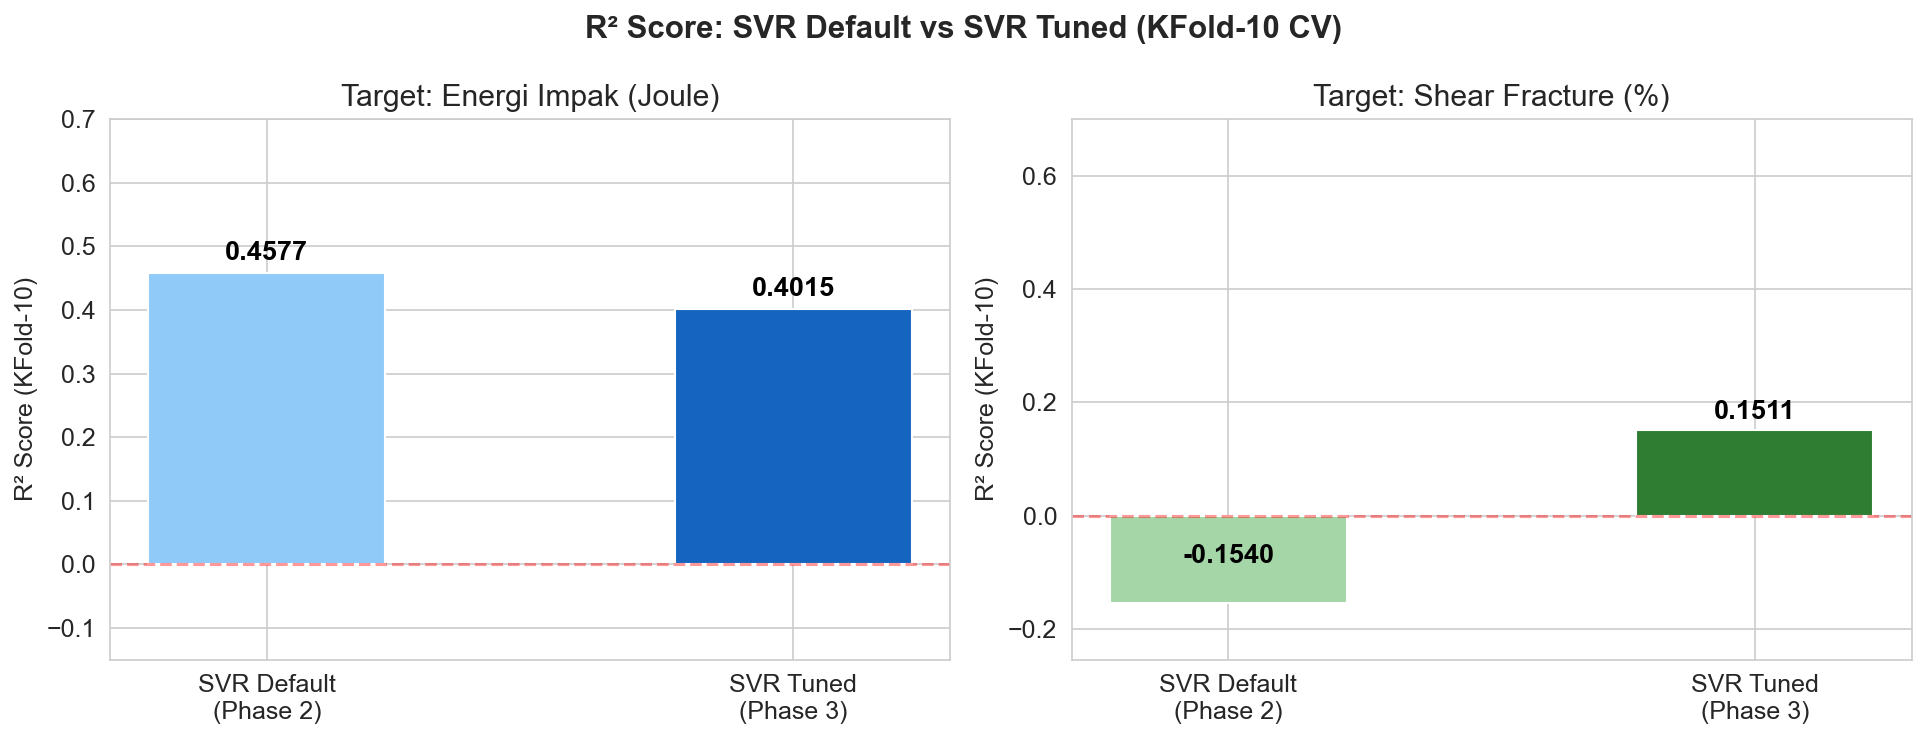 R² Score: SVR Default vs SVR Tuned (KFold-10 CV)
Target: Energi Impak (Joule)
R² Score (KFold-10)
0.7
0.6
0.5
0.4
0.3
0.2
0.1
0.0
−0.1
0.4577
0.4015
SVR Default
(Phase 2)
SVR Tuned
(Phase 3)
Target: Shear Fracture (%)
R² Score (KFold-10)
0.6
0.4
0.2
0.0
−0.2
-0.1540
0.1511
SVR Default
(Phase 2)
SVR Tuned
(Phase 3)